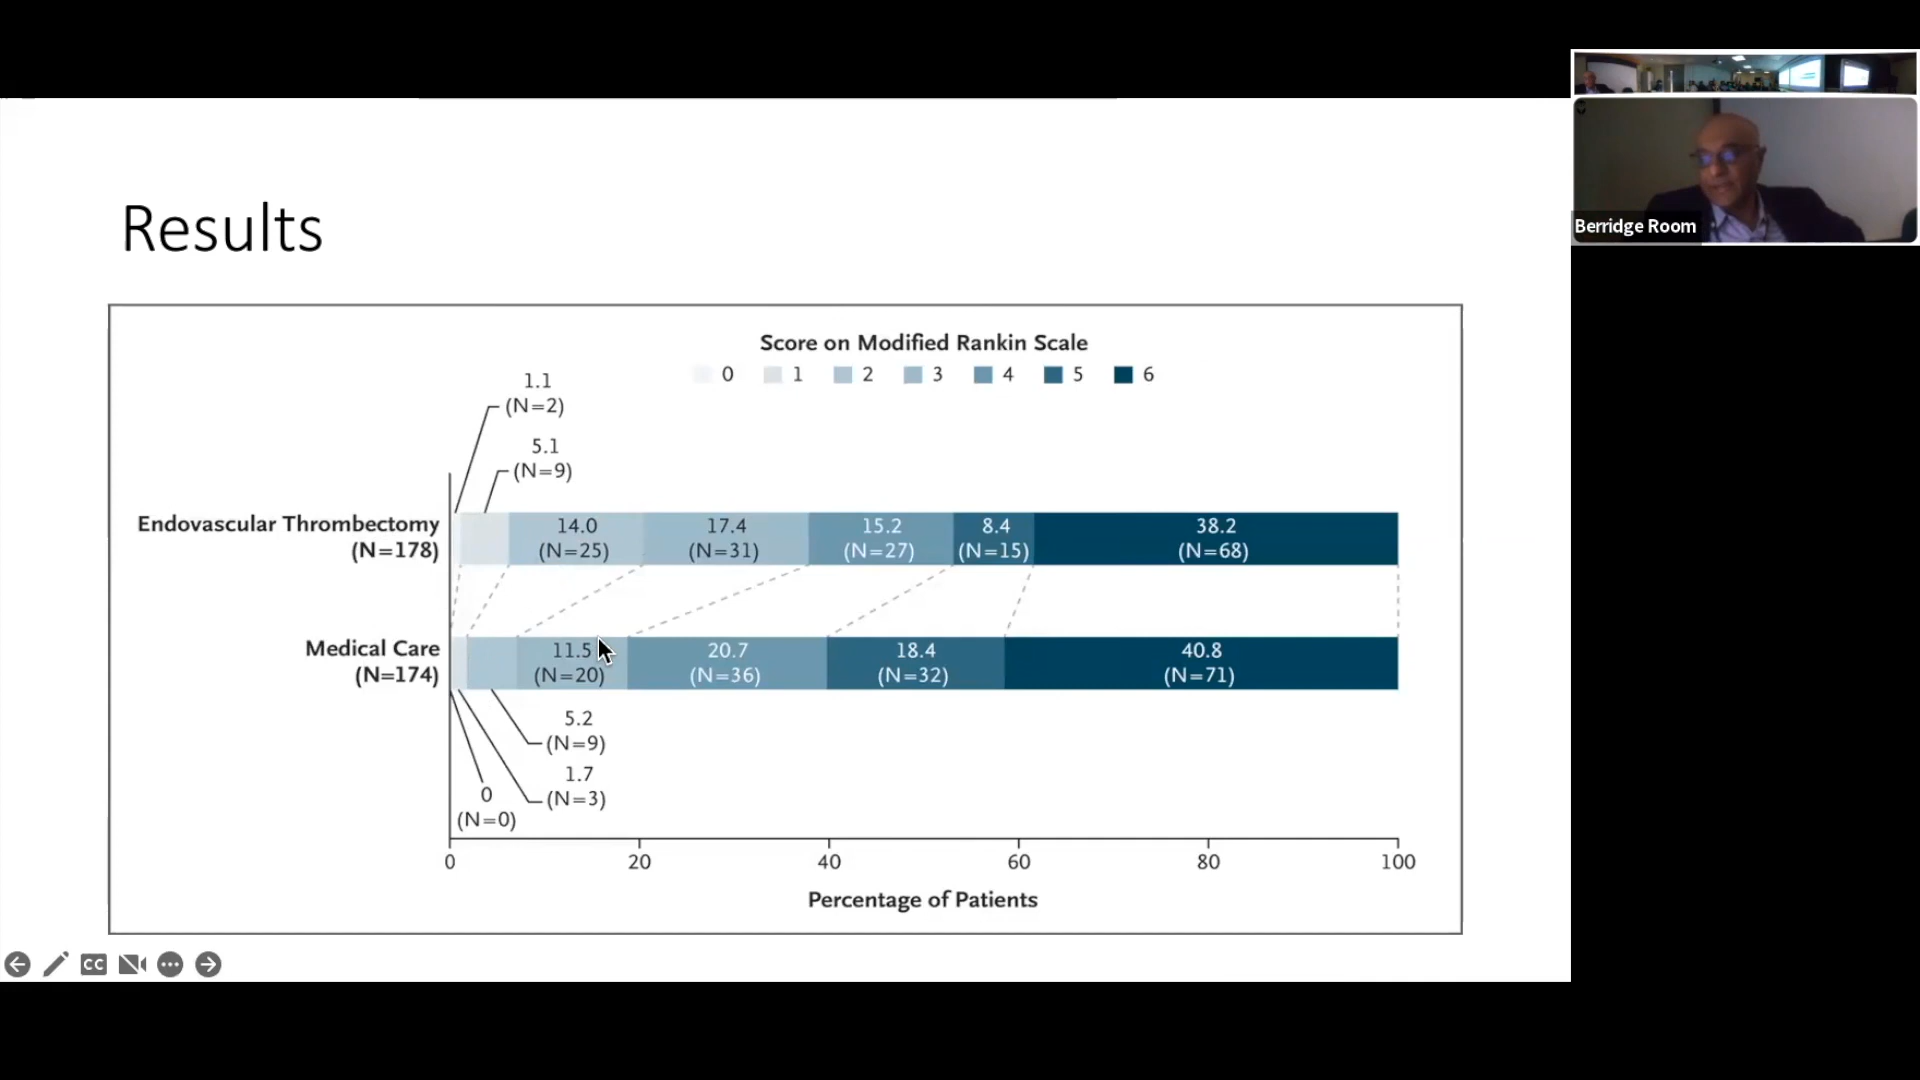 Berridge Room
Results
Score on Modified Rankin Scale
0 1 2 3 4 5 6
1.1
(N=2)
5.1
(N=9)
Endovascular Thrombectomy
(N=178)
14.0 17.4 15.2 8.4 38.2
(N=25) (N=31) (N=27) (N=15) (N=68)
Medical Care
(N=174)
11.5 20.7 18.4 40.8
(N=20) (N=36) (N=32) (N=71)
5.2
(N=9)
1.7
(N=3)
0
(N=0)
0 20 40 60 80 100
Percentage of Patients
CC